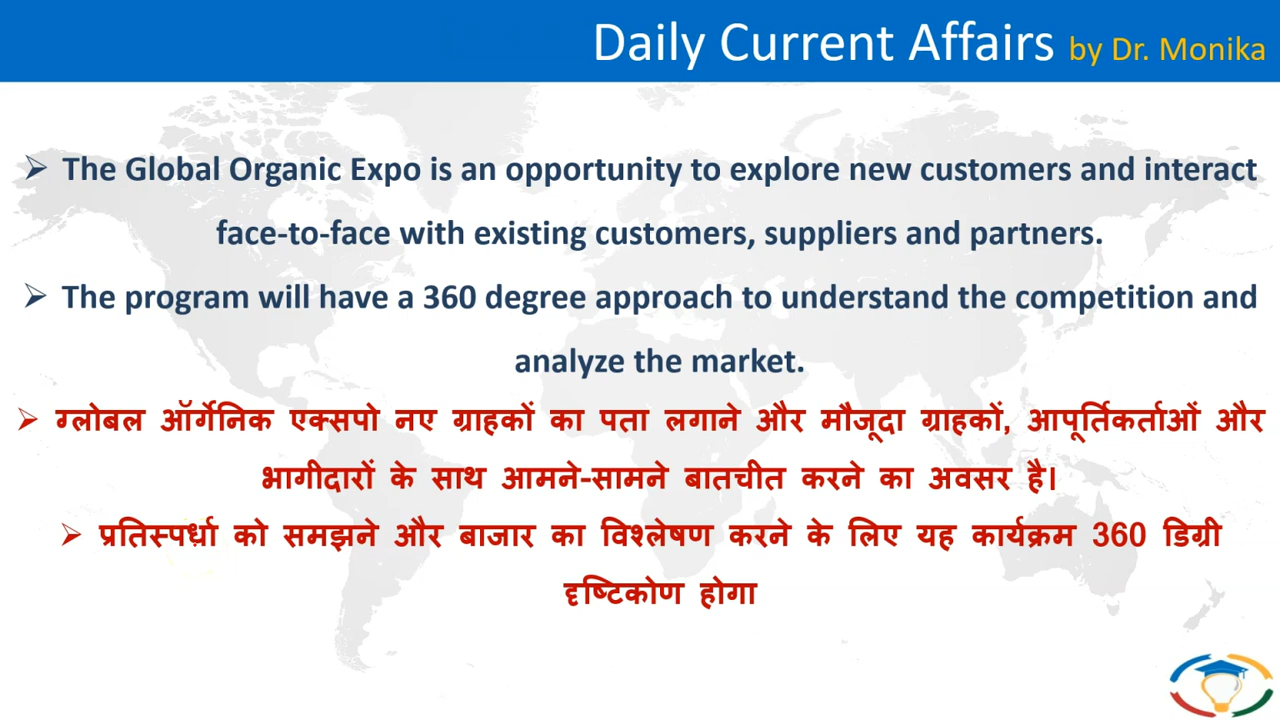 Daily Current Affairs by Dr. Monika
➢ The Global Organic Expo is an opportunity to explore new customers and interact
face-to-face with existing customers, suppliers and partners.
➢ The program will have a 360 degree approach to understand the competition and
analyze the market.
➢ ग्लोबल ऑर्गेनिक एक्सपो नए ग्राहकों का पता लगाने और मौजूदा ग्राहकों, आपूर्तिकर्ताओं और
भागीदारों के साथ आमने-सामने बातचीत करने का अवसर है।
➢ प्रतिस्पर्धा को समझने और बाजार का विश्लेषण करने के लिए यह कार्यक्रम 360 डिग्री
दृष्टिकोण होगा